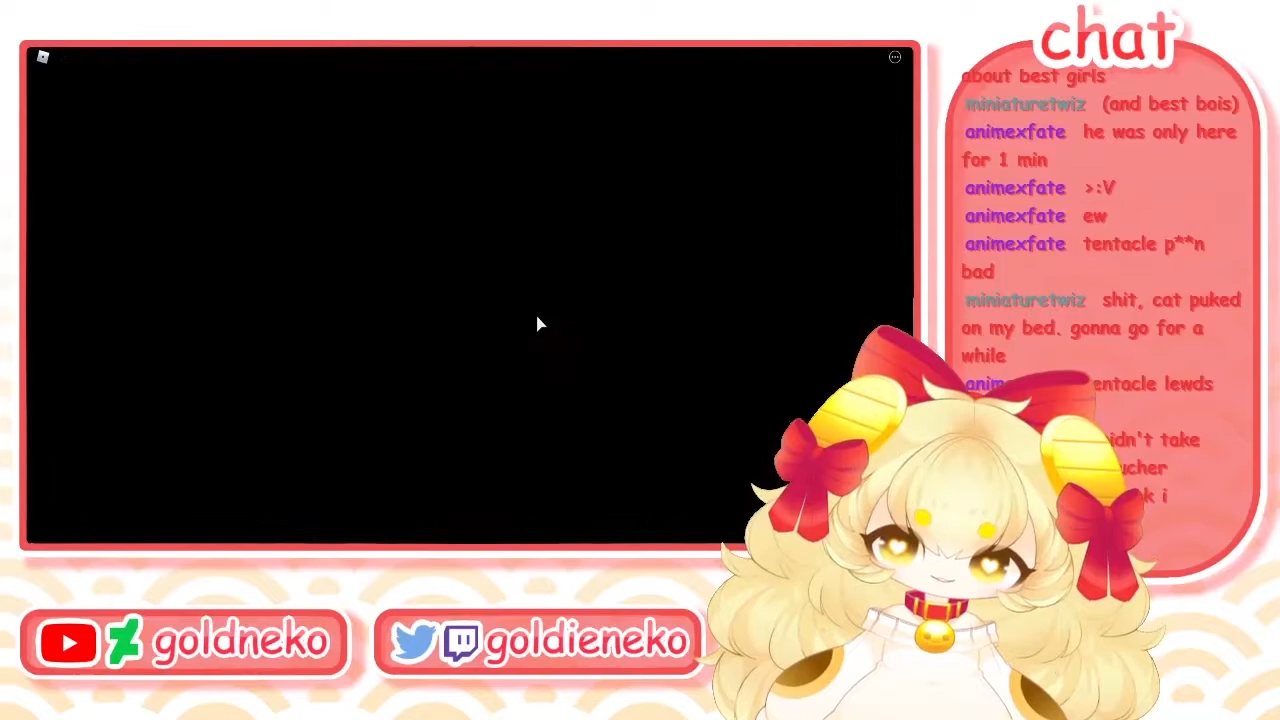 chat
about best girls
miniaturetwiz (and best bois)
animexfate he was only here
for 1 min
animexfate >:V
animexfate ew
animexfate tentacle p**n
bad
miniaturetwiz shit, cat puked
on my bed. gonna go for a
while
entacle lewds
idn't take
ucher
k i
goldneko
goldieneko